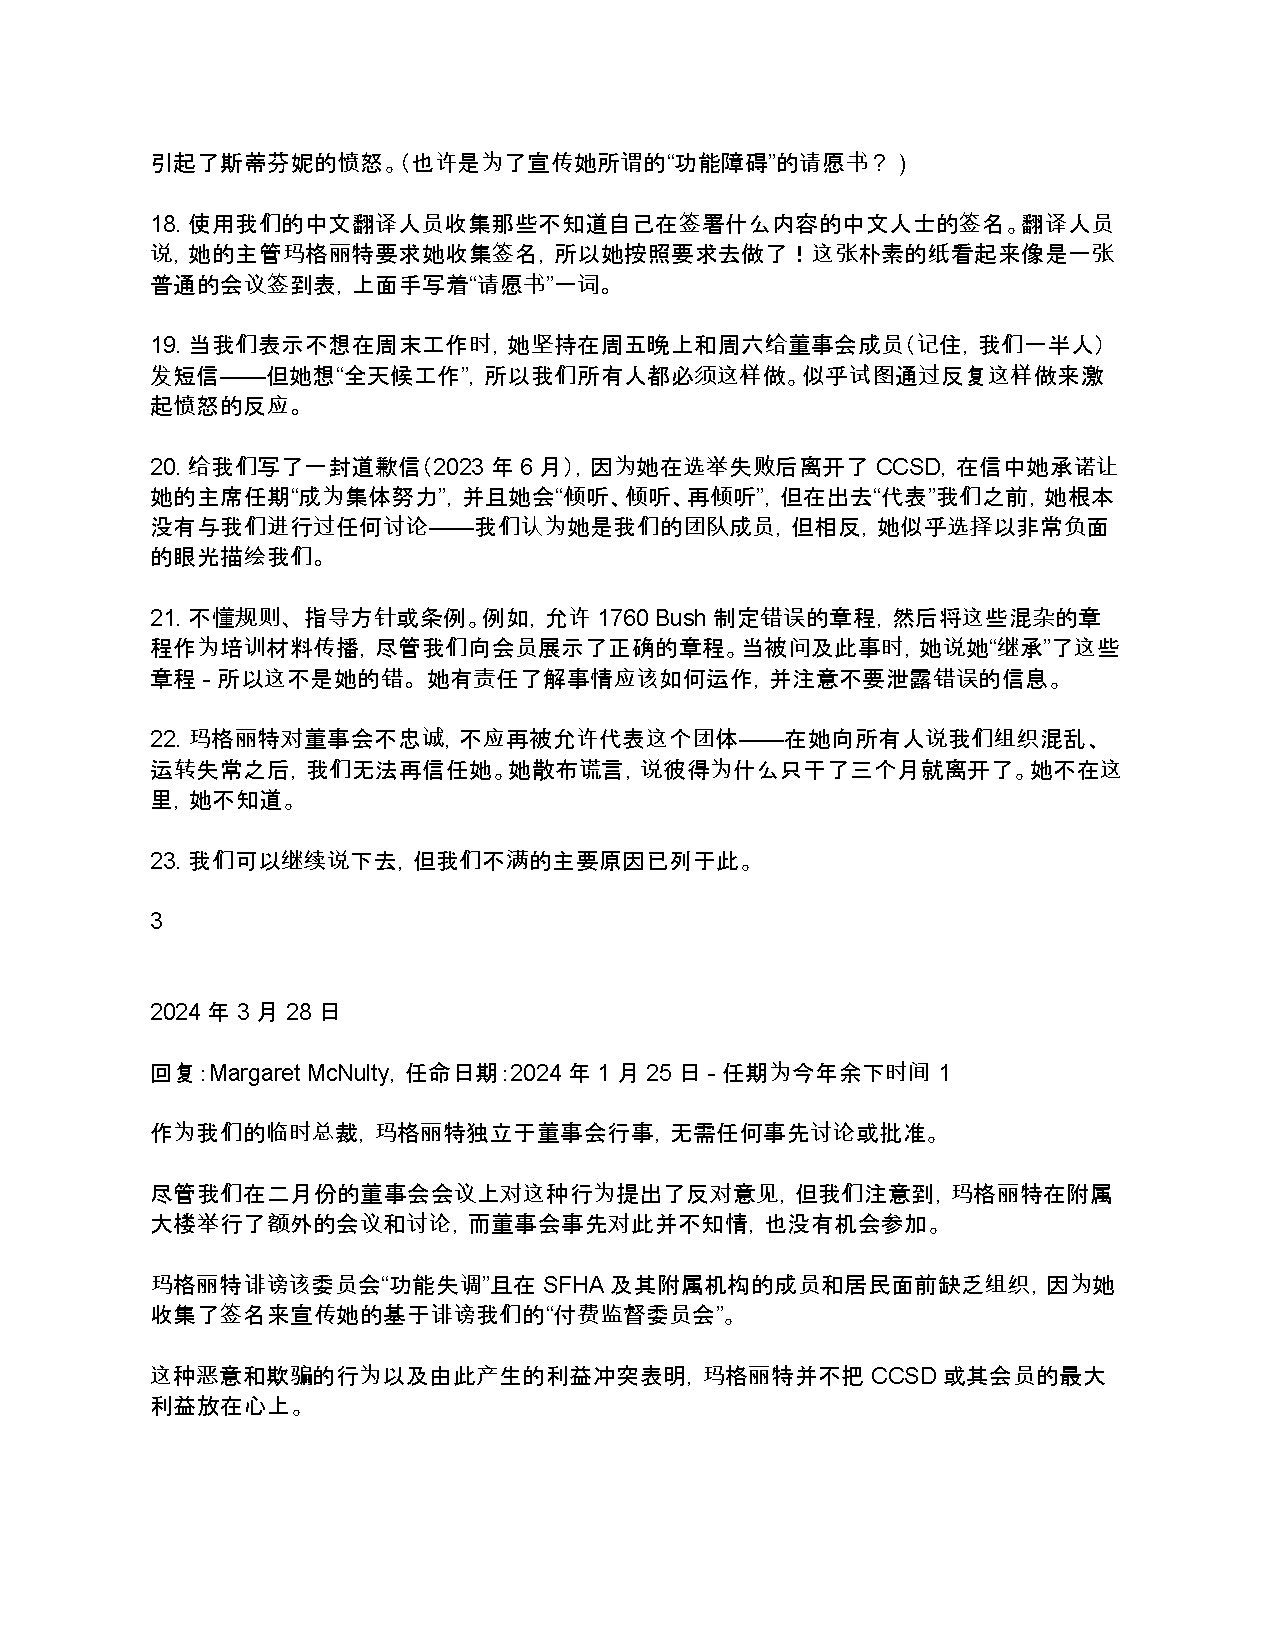 引起了斯蒂芬妮的愤怒。（也许是为了宣传她所谓的“功能障碍”的请愿书？ )
18. 使用我们的中文翻译人员收集那些不知道自己在签署什么内容的中文人士的签名。翻译人员
说，她的主管玛格丽特要求她收集签名，所以她按照要求去做了！这张朴素的纸看起来像是一张
普通的会议签到表，上面手写着“请愿书”一词。
19. 当我们表示不想在周末工作时，她坚持在周五晚上和周六给董事会成员（记住，我们一半人）
发短信——但她想“全天候工作”，所以我们所有人都必须这样做。似乎试图通过反复这样做来激
起愤怒的反应。
20. 给我们写了一封道歉信（2023 年 6 月），因为她在选举失败后离开了 CCSD，在信中她承诺让
她的主席任期“成为集体努力”，并且她会“倾听、倾听、再倾听”，但在出去“代表”我们之前，她根本
没有与我们进行过任何讨论——我们认为她是我们的团队成员，但相反，她似乎选择以非常负面
的眼光描绘我们。
21. 不懂规则、指导方针或条例。例如，允许 1760 Bush 制定错误的章程，然后将这些混杂的章
程作为培训材料传播，尽管我们向会员展示了正确的章程。当被问及此事时，她说她“继承”了这些
章程 - 所以这不是她的错。她有责任了解事情应该如何运作，并注意不要泄露错误的信息。
22. 玛格丽特对董事会不忠诚，不应再被允许代表这个团体——在她向所有人说我们组织混乱、
运转失常之后，我们无法再信任她。她散布谎言，说彼得为什么只干了三个月就离开了。她不在这
里，她不知道。
23. 我们可以继续说下去，但我们不满的主要原因已列于此。
3
2024 年 3 月 28 日
回复：Margaret McNulty，任命日期：2024 年 1 月 25 日 - 任期为今年余下时间 1
作为我们的临时总裁，玛格丽特独立于董事会行事，无需任何事先讨论或批准。
尽管我们在二月份的董事会会议上对这种行为提出了反对意见，但我们注意到，玛格丽特在附属
大楼举行了额外的会议和讨论，而董事会事先对此并不知情，也没有机会参加。
玛格丽特诽谤该委员会“功能失调”且在 SFHA 及其附属机构的成员和居民面前缺乏组织，因为她
收集了签名来宣传她的基于诽谤我们的“付费监督委员会”。
这种恶意和欺骗的行为以及由此产生的利益冲突表明，玛格丽特并不把 CCSD 或其会员的最大
利益放在心上。